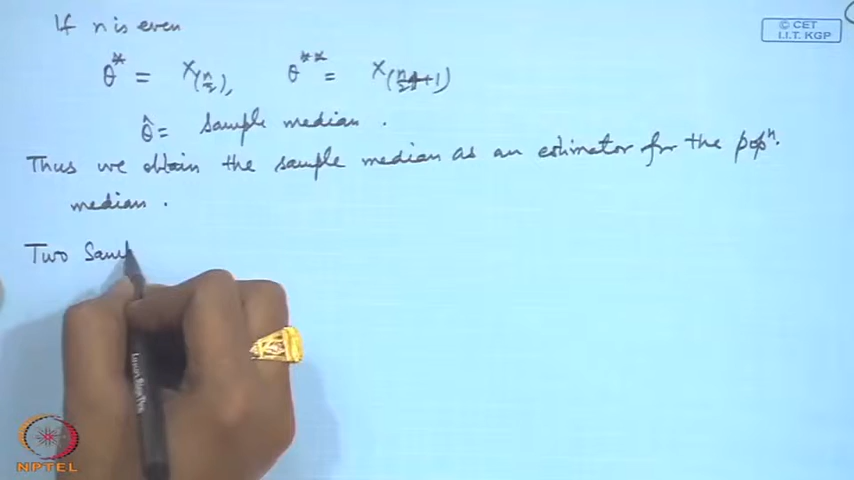 If n is even
© CET
I.I.T. KGP
θ* = X(n/2), θ** = X(n/2+1)
θ̂ = Sample median .
Thus we obtain the sample median as an estimator for the popⁿ.
median .
Two Samp
NPTEL